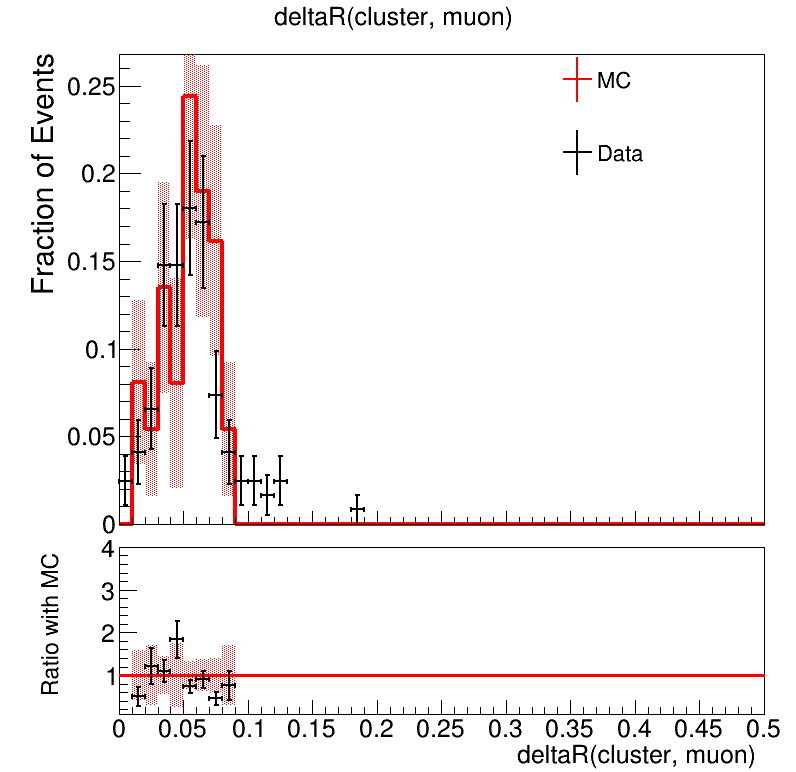 deltaR(cluster, muon)
Fraction of Events
0.25
0.2
0.15
0.1
0.05
0
MC
Data
Ratio with MC
4
3
2
1
0 0.05 0.1 0.15 0.2 0.25 0.3 0.35 0.4 0.45 0.5
deltaR(cluster, muon)